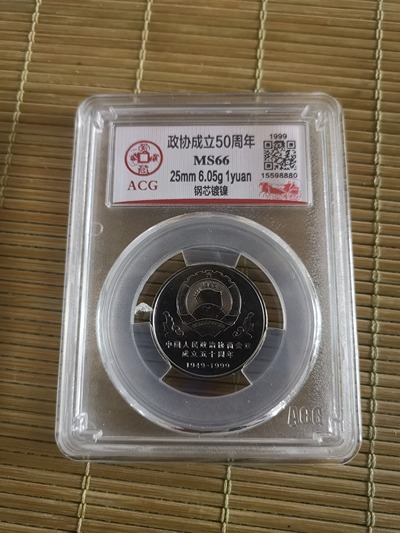 政协成立50周年
MS66
25mm 6.05g 1yuan
钢芯镀镍
ACG
1999
15598880
中国人民政治协商会议
成立五十周年
1949-1999
ACG